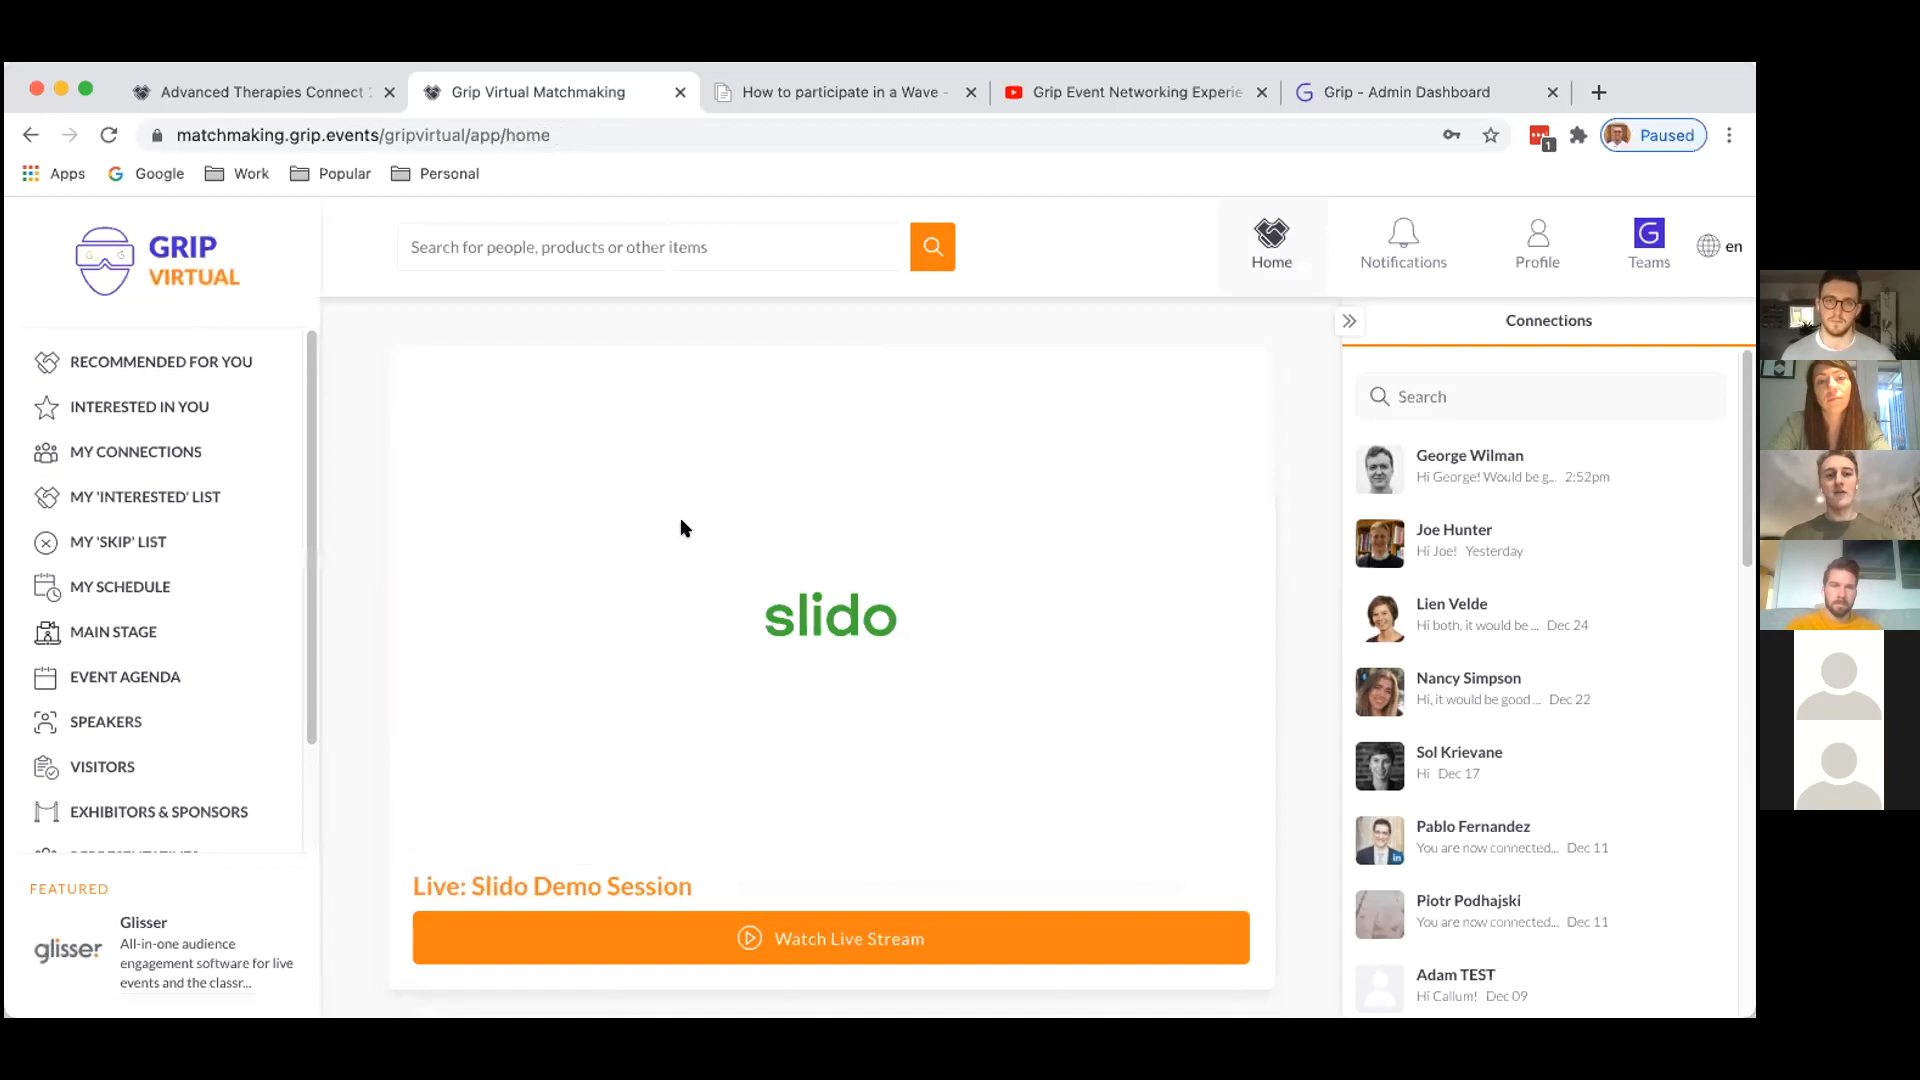 Advanced Therapies Connect
Grip Virtual Matchmaking
How to participate in a Wave -
Grip Event Networking Experie
Grip - Admin Dashboard
matchmaking.grip.events/gripvirtual/app/home
1
Paused
Apps
Google
Work
Popular
Personal
GRIP
VIRTUAL
Search for people, products or other items
Home
Notifications
Profile
G
Teams
en
RECOMMENDED FOR YOU
INTERESTED IN YOU
MY CONNECTIONS
MY 'INTERESTED' LIST
MY 'SKIP' LIST
MY SCHEDULE
MAIN STAGE
EVENT AGENDA
SPEAKERS
VISITORS
EXHIBITORS & SPONSORS
FEATURED
glisser
Glisser
All-in-one audience
engagement software for live
events and the classr...
slido
Live: Slido Demo Session
Watch Live Stream
Connections
Search
George Wilman
Hi George! Would be g... 2:52pm
Joe Hunter
Hi Joe! Yesterday
Lien Velde
Hi both, it would be ... Dec 24
Nancy Simpson
Hi, it would be good ... Dec 22
Sol Krievane
Hi Dec 17
Pablo Fernandez
You are now connected... Dec 11
in
Piotr Podhajski
You are now connected... Dec 11
Adam TEST
Hi Callum! Dec 09